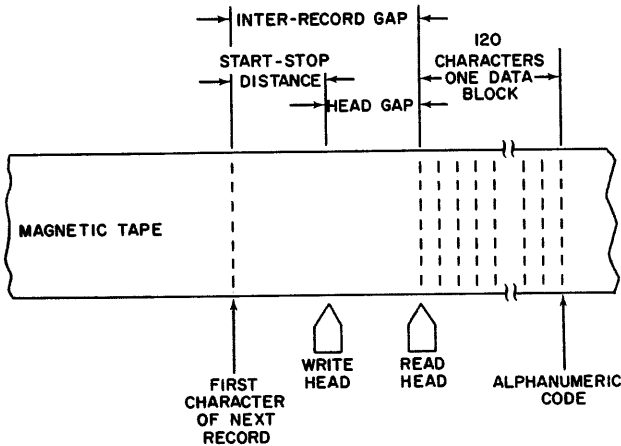 INTER-RECORD GAP
START-STOP
DISTANCE
HEAD GAP
120
CHARACTERS
ONE DATA
BLOCK
MAGNETIC TAPE
WRITE
HEAD
READ
HEAD
FIRST
CHARACTER
OF NEXT
RECORD
ALPHANUMERIC
CODE